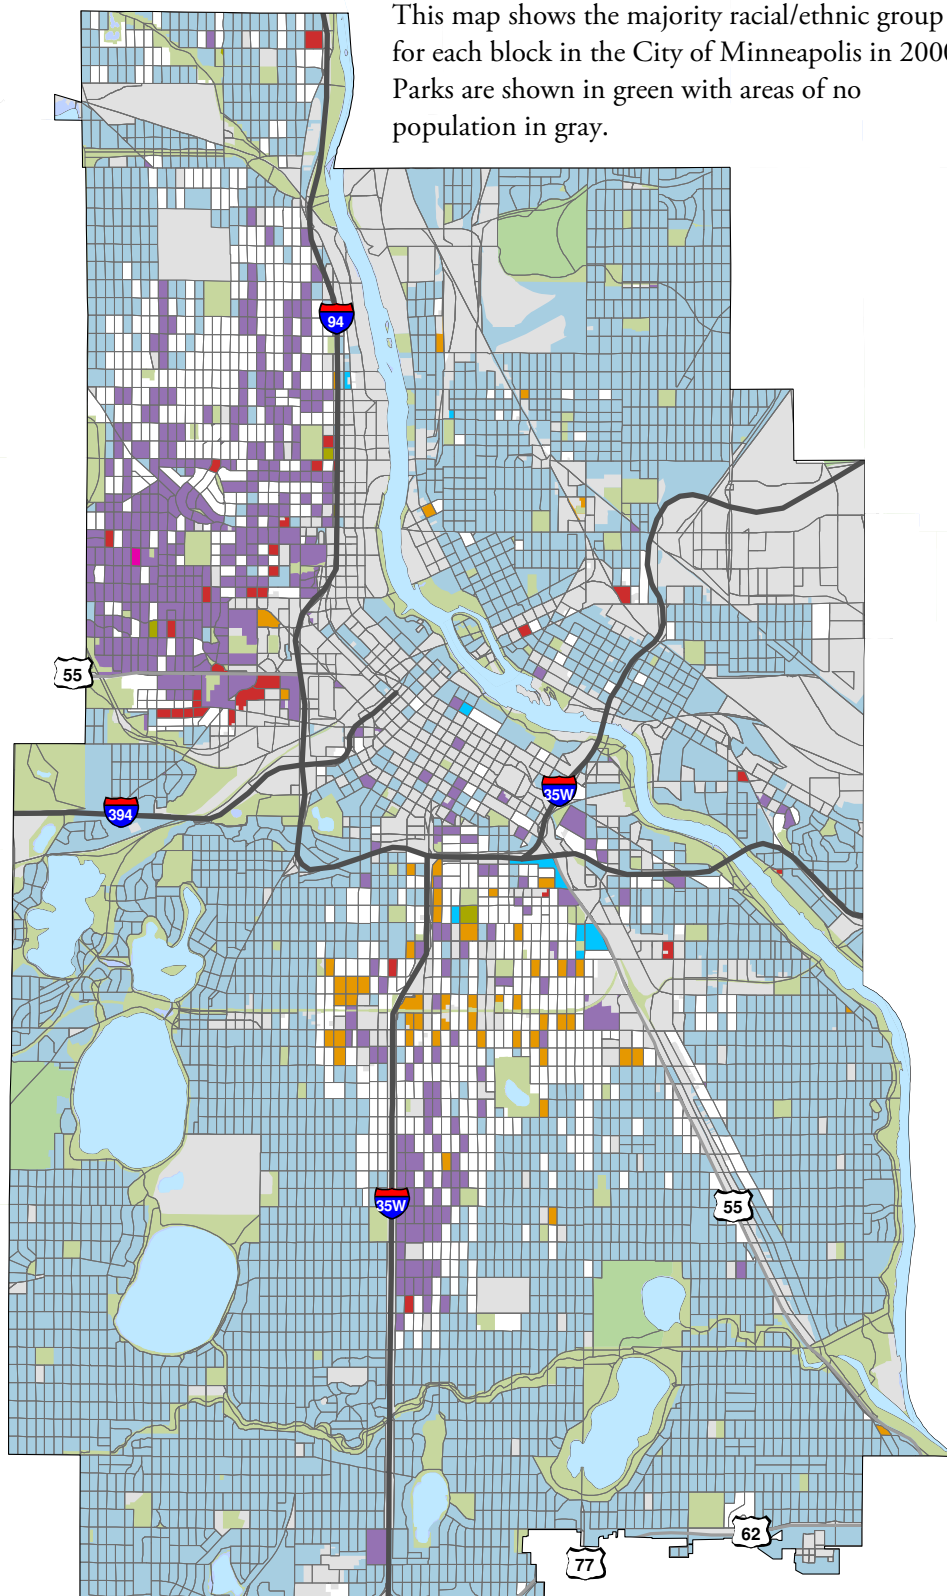 This map shows the majority racial/ethnic group
for each block in the City of Minneapolis in 200
Parks are shown in green with areas of no
population in gray.
94
55
35W
394
35W
55
62
77